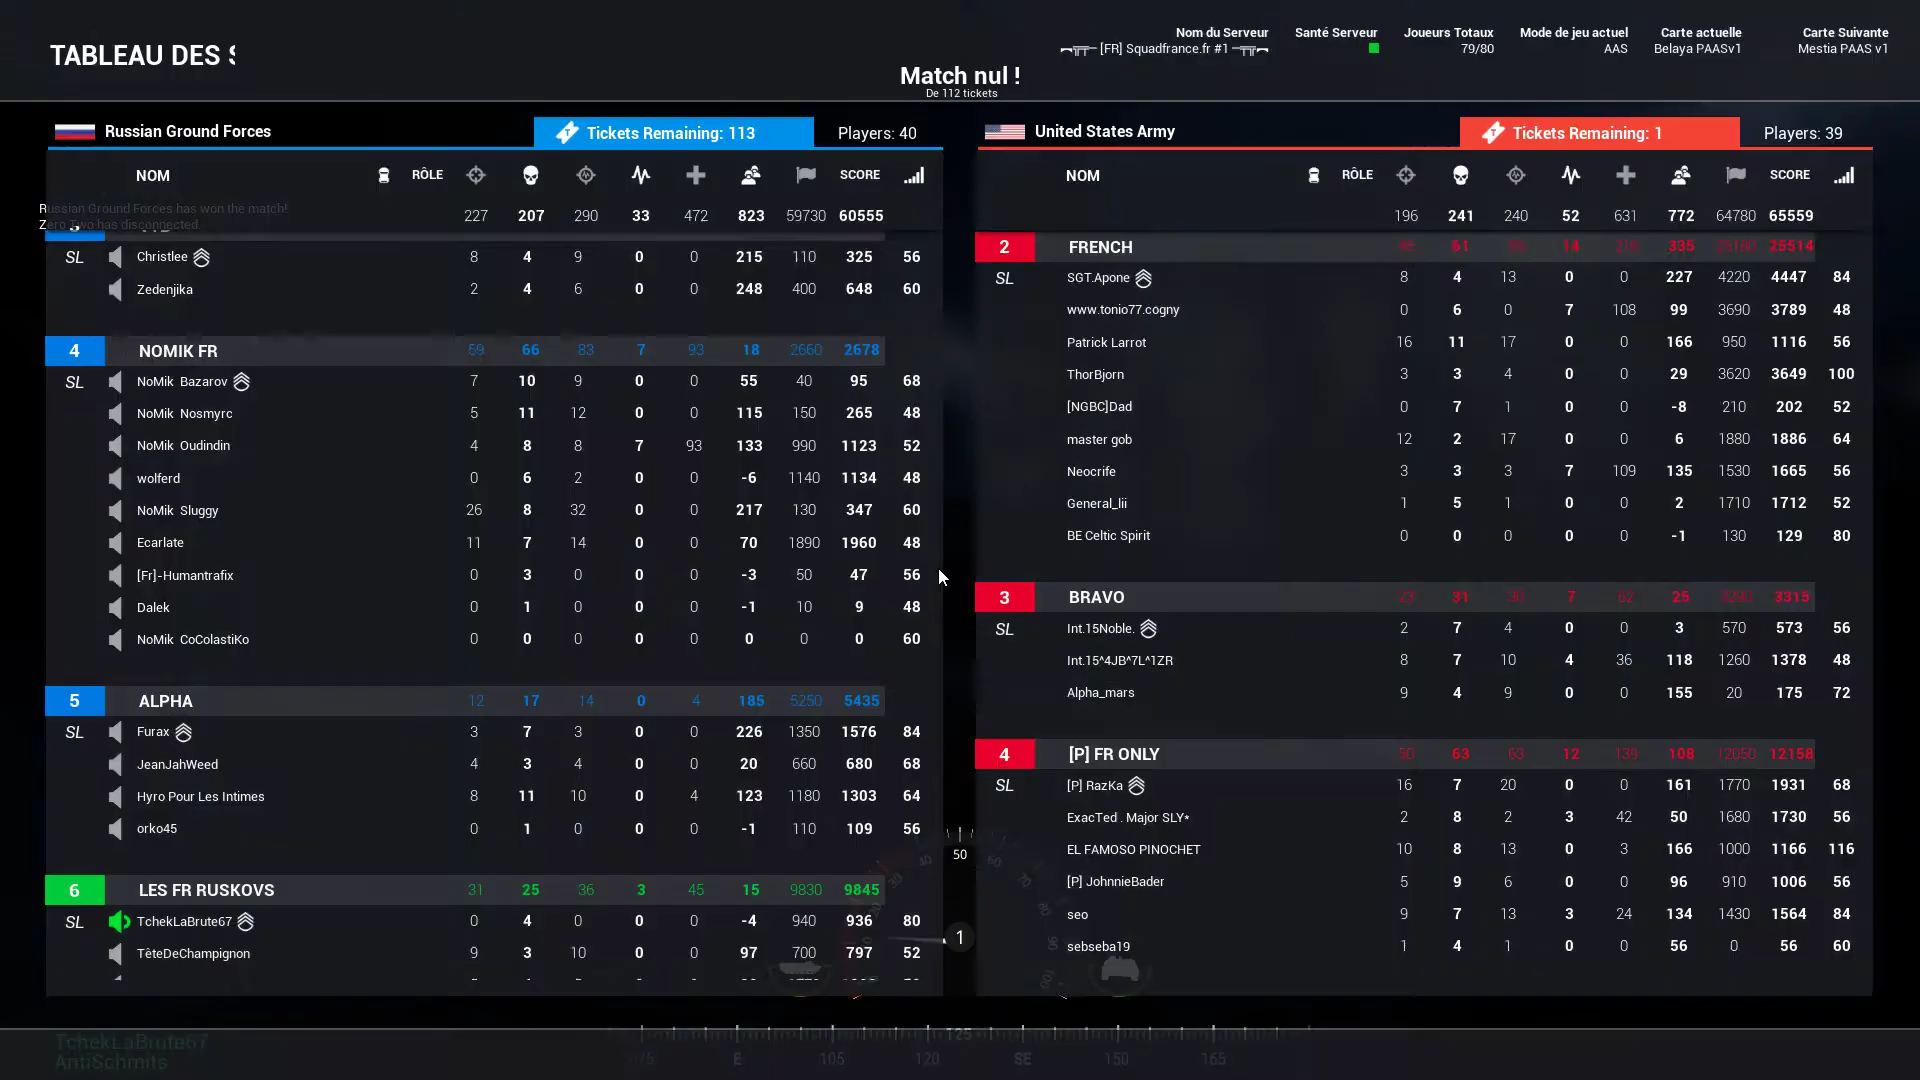 TABLEAU DES S
Match nul !
De 112 tickets
Nom du Serveur
[FR] Squadfrance.fr #1
Santé Serveur
Joueurs Totaux
79/80
Mode de jeu actuel
AAS
Carte actuelle
Belaya PAASv1
Carte Suivante
Mestia PAAS v1
Russian Ground Forces
Tickets Remaining: 113
Players: 40
NOM RÔLE SCORE
227 207 290 33 472 823 59730 60555
Russian Ground Forces has won the match!
Zero Two has disconnected.
SL Christlee 8 4 9 0 0 215 110 325 56
Zedenjika 2 4 6 0 0 248 400 648 60
4 NOMIK FR 59 66 83 7 93 18 2660 2678
SL NoMik Bazarov 7 10 9 0 0 55 40 95 68
NoMik Nosmyrc 5 11 12 0 0 115 150 265 48
NoMik Oudindin 4 8 8 7 93 133 990 1123 52
wolferd 0 6 2 0 0 -6 1140 1134 48
NoMik Sluggy 26 8 32 0 0 217 130 347 60
Ecarlate 11 7 14 0 0 70 1890 1960 48
[Fr]-Humantrafix 0 3 0 0 0 -3 50 47 56
Dalek 0 1 0 0 0 -1 10 9 48
NoMik CoColastiKo 0 0 0 0 0 0 0 0 60
5 ALPHA 12 17 14 0 4 185 5250 5435
SL Furax 3 7 3 0 0 226 1350 1576 84
JeanJahWeed 4 3 4 0 0 20 660 680 68
Hyro Pour Les Intimes 8 11 10 0 4 123 1180 1303 64
orko45 0 1 0 0 0 -1 110 109 56
6 LES FR RUSKOVS 31 25 36 3 45 15 9830 9845
SL TchekLaBrute67 0 4 0 0 0 -4 940 936 80
TèteDeChampignon 9 3 10 0 0 97 700 797 52
United States Army
Tickets Remaining: 1
Players: 39
NOM RÔLE SCORE
196 241 240 52 631 772 64780 65559
2 FRENCH 61 14 335 25514
SL SGT.Apone 8 4 13 0 0 227 4220 4447 84
www.tonio77.cogny 0 6 0 7 108 99 3690 3789 48
Patrick Larrot 16 11 17 0 0 166 950 1116 56
ThorBjorn 3 3 4 0 0 29 3620 3649 100
[NGBC]Dad 0 7 1 0 0 -8 210 202 52
master gob 12 2 17 0 0 6 1880 1886 64
Neocrife 3 3 3 7 109 135 1530 1665 56
General_lii 1 5 1 0 0 2 1710 1712 52
BE Celtic Spirit 0 0 0 0 0 -1 130 129 80
3 BRAVO 23 31 30 7 62 25 3290 3315
SL Int.15Noble. 2 7 4 0 0 3 570 573 56
Int.15^4JB^7L^1ZR 8 7 10 4 36 118 1260 1378 48
Alpha_mars 9 4 9 0 0 155 20 175 72
4 [P] FR ONLY 50 63 63 12 139 108 12050 12158
SL [P] RazKa 16 7 20 0 0 161 1770 1931 68
ExacTed . Major SLY* 2 8 2 3 42 50 1680 1730 56
EL FAMOSO PINOCHET 10 8 13 0 3 166 1000 1166 116
[P] JohnnieBader 5 9 6 0 0 96 910 1006 56
seo 9 7 13 3 24 134 1430 1564 84
sebseba19 1 4 1 0 0 56 0 56 60
40 50 60
30 70
1
TchekLaBrute67
AntiSchmits
125
E 105 120 SE 150 165